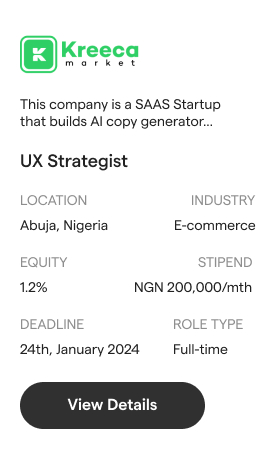 Kreeca
market
This company is a SAAS Startup
that builds AI copy generator...
UX Strategist
LOCATION INDUSTRY
Abuja, Nigeria E-commerce
EQUITY STIPEND
1.2% NGN 200,000/mth
DEADLINE ROLE TYPE
24th, January 2024 Full-time
View Details